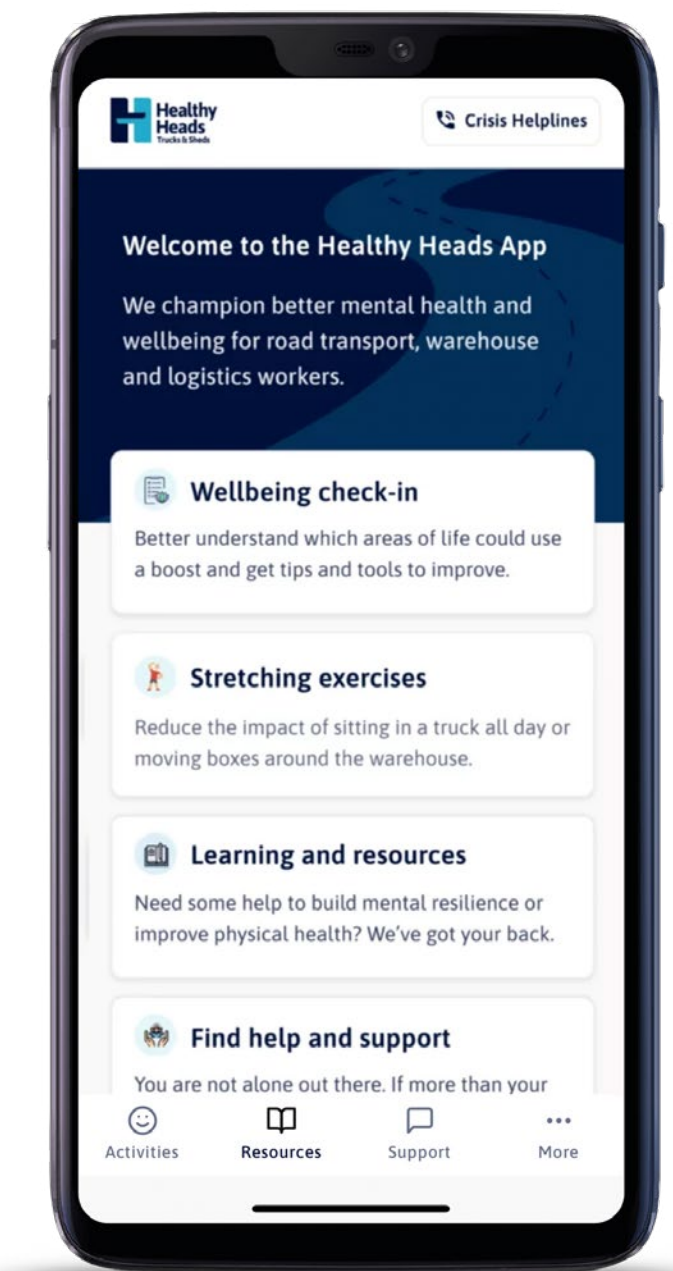 Healthy
Heads
Trucks & Sheds
Crisis Helplines
Welcome to the Healthy Heads App
We champion better mental health and
wellbeing for road transport, warehouse
and logistics workers.
Wellbeing check-in
Better understand which areas of life could use
a boost and get tips and tools to improve.
Stretching exercises
Reduce the impact of sitting in a truck all day or
moving boxes around the warehouse.
Learning and resources
Need some help to build mental resilience or
improve physical health? We’ve got your back.
Find help and support
You are not alone out there. If more than your
Activities
Resources
Support
More